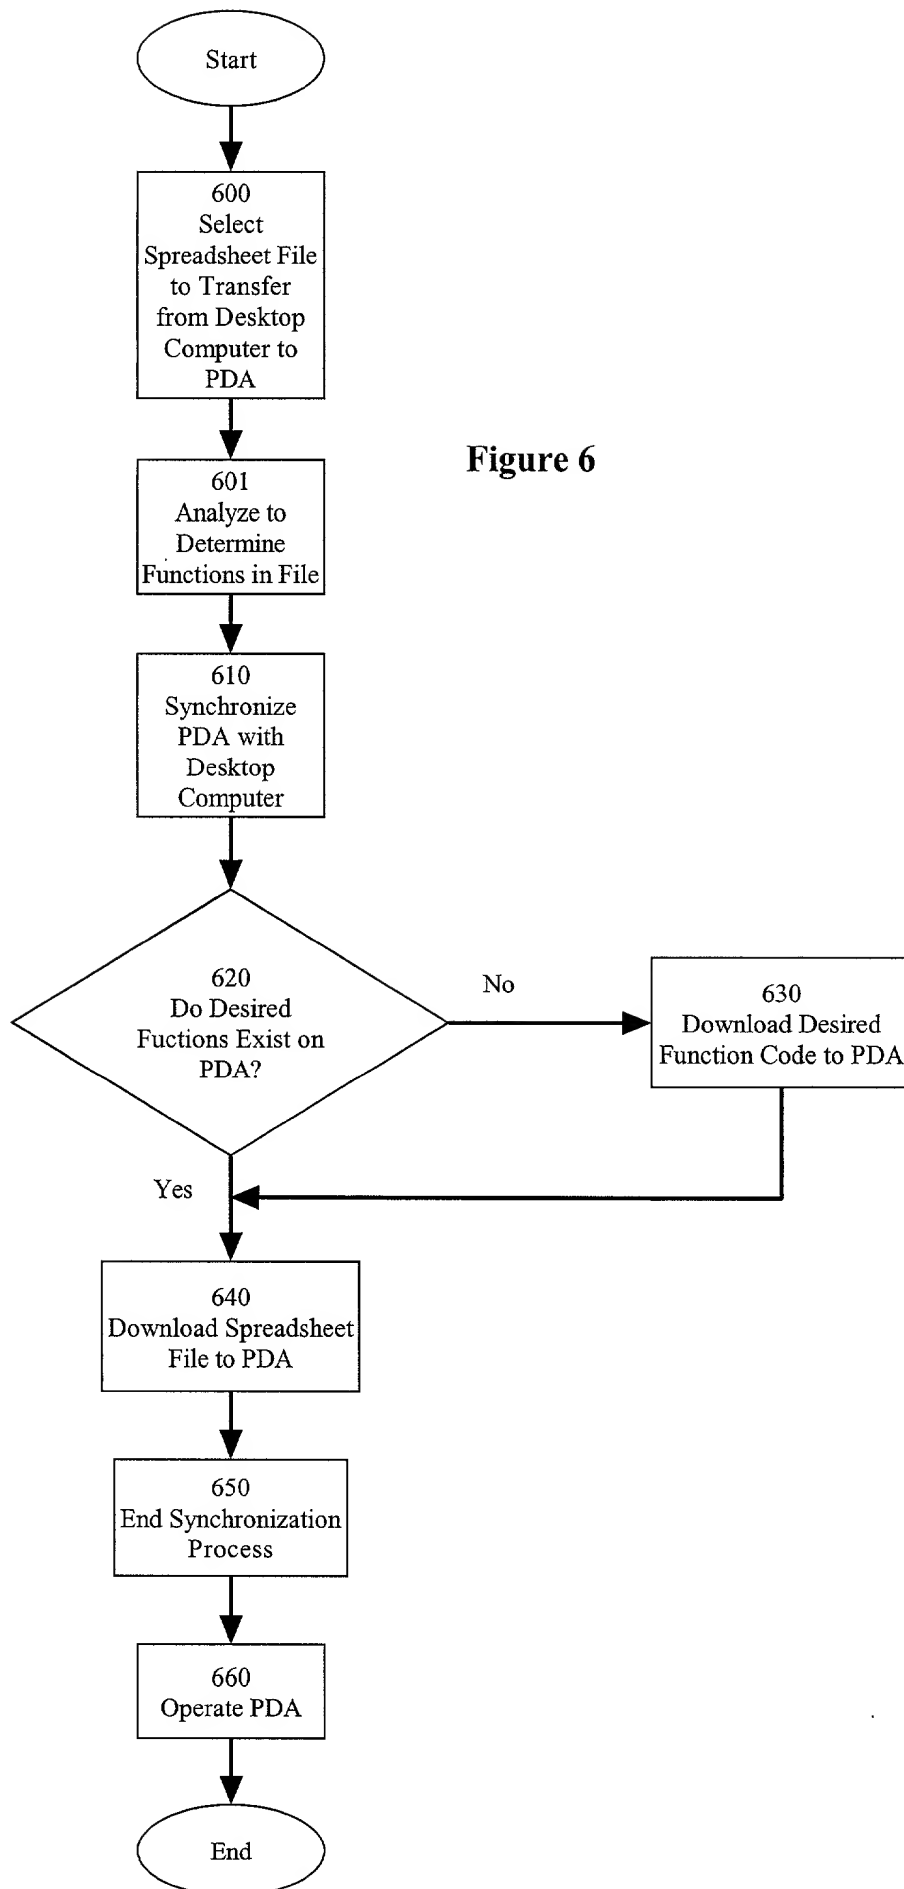 Start
600
Select
Spreadsheet File
to Transfer
from Desktop
Computer to
PDA
Figure 6
601
Analyze to
Determine
Functions in File
610
Synchronize
PDA with
Desktop
Computer
620
Do Desired
Fuctions Exist on
PDA?
No
630
Download Desired
Function Code to PDA
Yes
640
Download Spreadsheet
File to PDA
650
End Synchronization
Process
660
Operate PDA
End